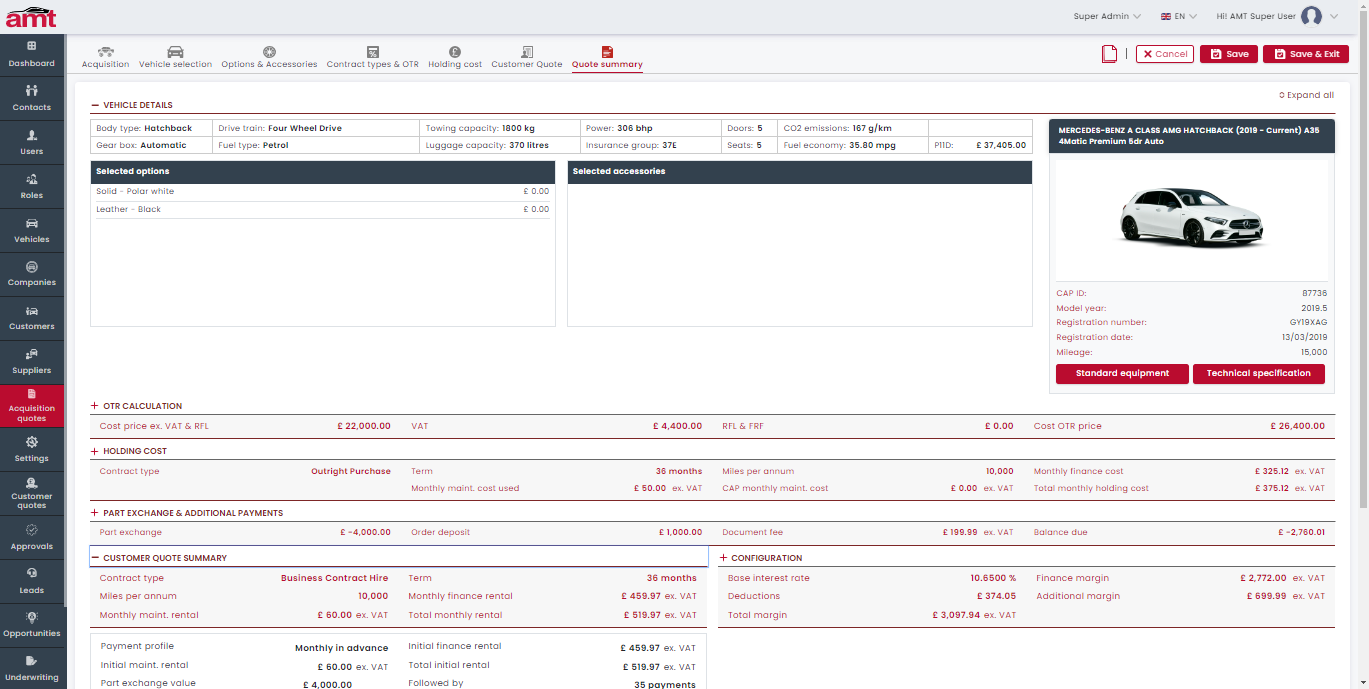 amt
Super Admin
EN
Hi! AMT Super User
Dashboard
Contacts
Users
Roles
Vehicles
Companies
Customers
Suppliers
Acquisition
quotes
Settings
Customer
quotes
Approvals
Leads
Opportunities
Underwriting
Acquisition
Vehicle selection
Options & Accessories
Contract types & OTR
Holding cost
Customer Quote
Quote summary
Cancel
Save
Save & Exit
Expand all
VEHICLE DETAILS
Body type: Hatchback Drive train: Four Wheel Drive Towing capacity: 1800 kg Power: 306 bhp Doors: 5 CO2 emissions: 167 g/km
Gear box: Automatic Fuel type: Petrol Luggage capacity: 370 litres Insurance group: 37E Seats: 5 Fuel economy: 35.80 mpg P11D: £ 37,405.00
Selected options
Solid - Polar white £ 0.00
Leather - Black £ 0.00
Selected accessories
MERCEDES-BENZ A CLASS AMG HATCHBACK (2019 - Current) A35
4Matic Premium 5dr Auto
CAP ID: 87736
Model year: 2019.5
Registration number: GY19XAG
Registration date: 13/03/2019
Mileage: 15,000
Standard equipment
Technical specification
OTR CALCULATION
Cost price ex. VAT & RFL £ 22,000.00 VAT £ 4,400.00 RFL & FRF £ 0.00 Cost OTR price £ 26,400.00
HOLDING COST
Contract type Outright Purchase Term 36 months Miles per annum 10,000 Monthly finance cost £ 325.12 ex. VAT
Monthly maint. cost used £ 50.00 ex. VAT CAP monthly maint. cost £ 0.00 ex. VAT Total monthly holding cost £ 375.12 ex. VAT
PART EXCHANGE & ADDITIONAL PAYMENTS
Part exchange £ -4,000.00 Order deposit £ 1,000.00 Document fee £ 199.99 ex. VAT Balance due £ -2,760.01
CUSTOMER QUOTE SUMMARY
Contract type Business Contract Hire Term 36 months
Miles per annum 10,000 Monthly finance rental £ 459.97 ex. VAT
Monthly maint. rental £ 60.00 ex. VAT Total monthly rental £ 519.97 ex. VAT
Payment profile Monthly in advance Initial finance rental £ 459.97 ex. VAT
Initial maint. rental £ 60.00 ex. VAT Total initial rental £ 519.97 ex. VAT
Part exchange value £ 4,000.00 Followed by 35 payments
CONFIGURATION
Base interest rate 10.6500 % Finance margin £ 2,772.00 ex. VAT
Deductions £ 374.05 Additional margin £ 699.99 ex. VAT
Total margin £ 3,097.94 ex. VAT